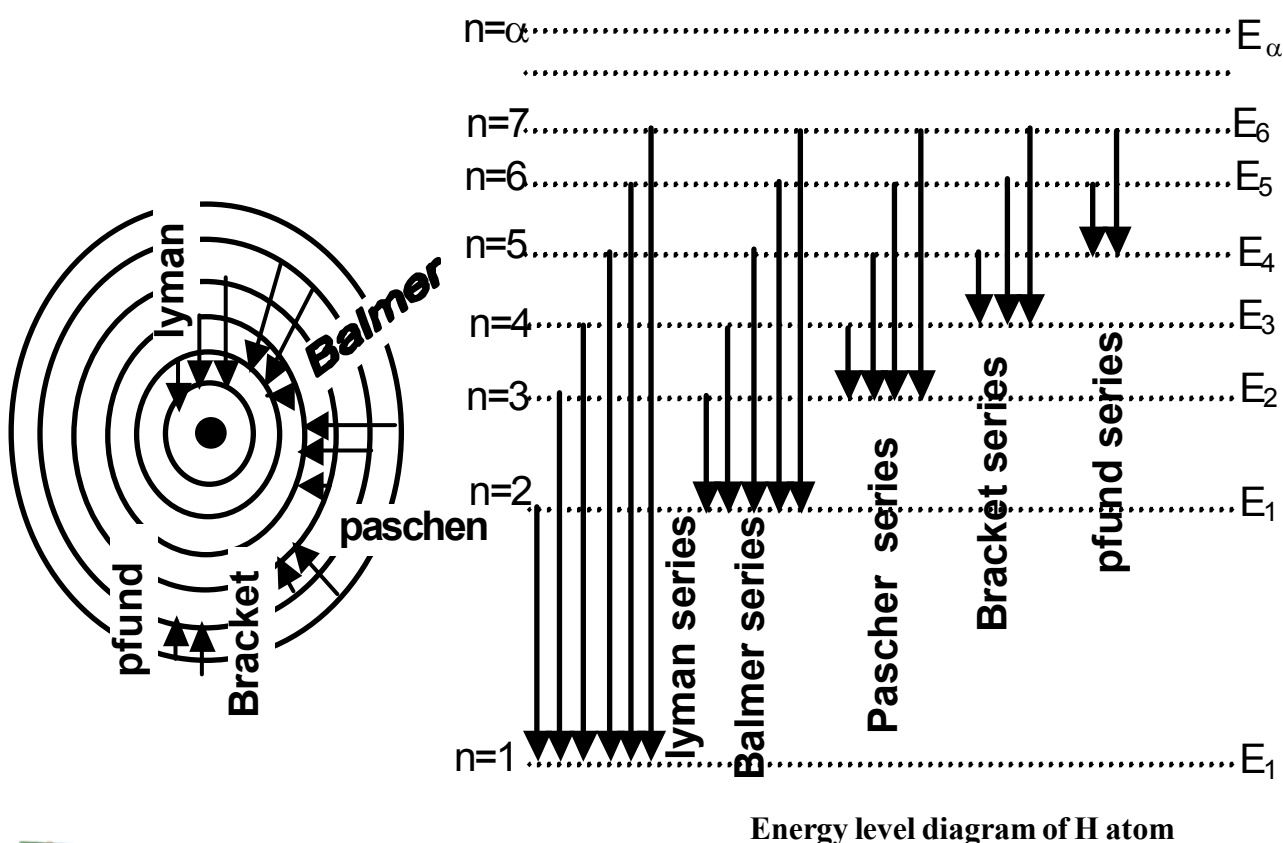 lyman
Balmer
paschen
Bracket
pfund
n=α
Eα
n=7
E6
n=6
E5
n=5
E4
n=4
E3
n=3
E2
n=2
E1
n=1
E1
lyman series
Balmer series
Pascher series
Bracket series
pfund series
Energy level diagram of H atom